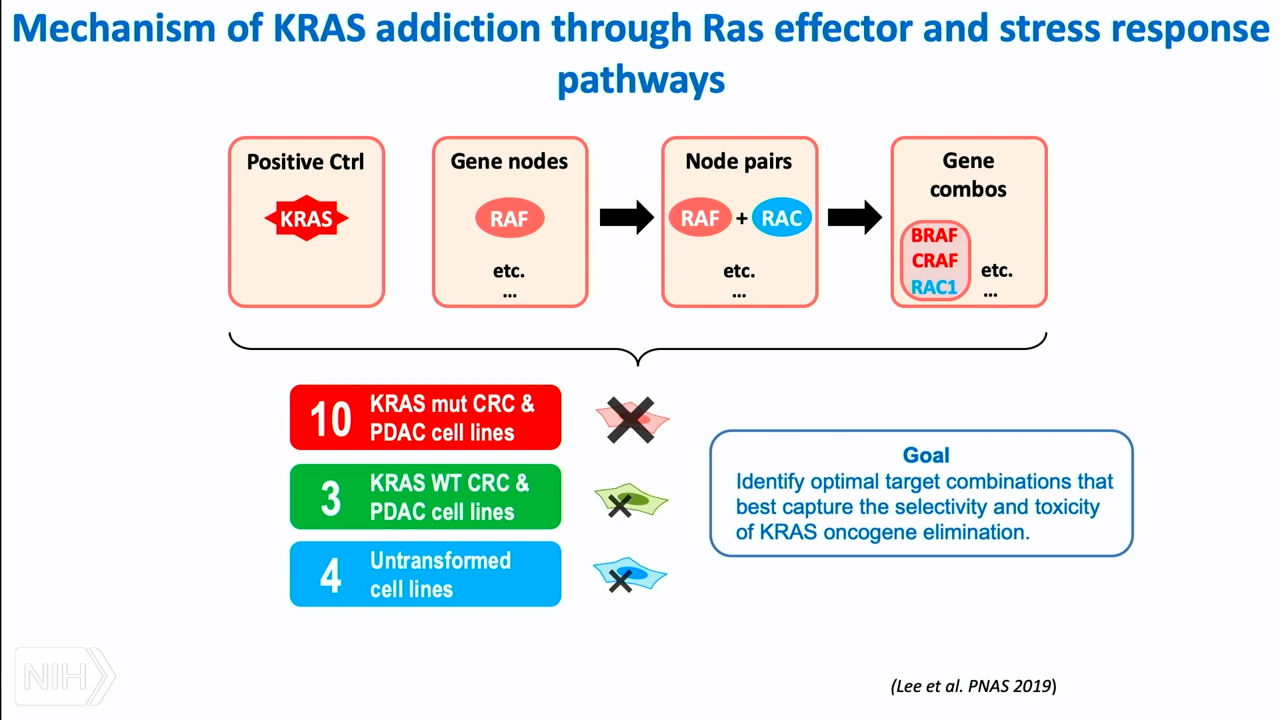 Mechanism of KRAS addiction through Ras effector and stress response
pathways
Positive Ctrl
KRAS
Gene nodes
RAF
etc.
...
Node pairs
RAF + RAC
etc.
...
Gene
combos
BRAF
CRAF
RAC1
etc.
...
10
KRAS mut CRC &
PDAC cell lines
3
KRAS WT CRC &
PDAC cell lines
4
Untransformed
cell lines
Goal
Identify optimal target combinations that
best capture the selectivity and toxicity
of KRAS oncogene elimination.
NIH
(Lee et al. PNAS 2019)